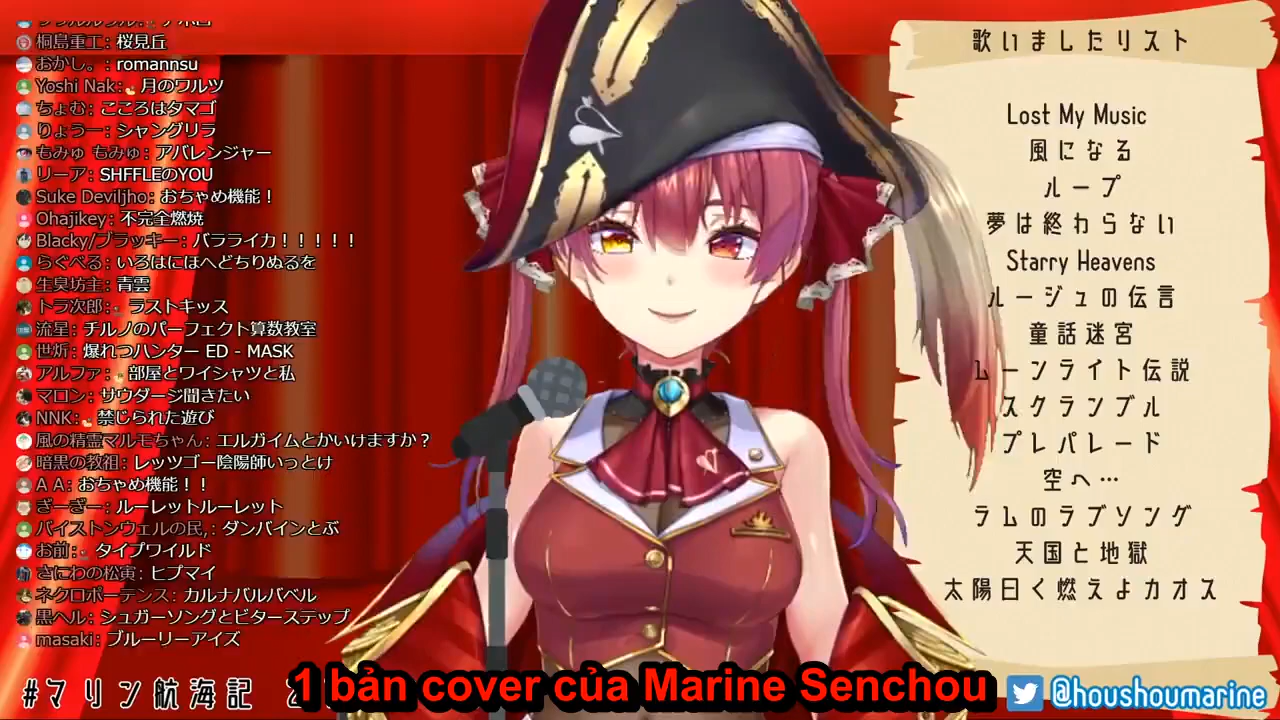 桐島重工: 桜見丘
おかし。: romannsu
Yoshi Nak: 月のワルツ
ちょむ: こころはタマゴ
りょうー: シャングリラ
もみゅ もみゅ: アバレンジャー
リーア: SHFFLEのYOU
Suke Deviljho: おちゃめ機能！
Ohajikey: 不完全燃焼
Blacky/ブラッキー: バラライカ！！！！！
らぐべる: いろはにほへどちりぬるを
生臭坊主: 青雲
トラ次郎: ラストキッス
流星: チルノのパーフェクト算数教室
世炘: 爆れつハンター ED - MASK
アルファ: 部屋とワイシャツと私
マロン: サウダージ聞きたい
NNK: 禁じられた遊び
風の精霊マルモちゃん: エルガイムとかいけますか？
暗黒の教祖: レッツゴー陰陽師いっとけ
A A: おちゃめ機能！！
ぎーぎー: ルーレットルーレット
バイストンウェルの民,: ダンバインとぶ
お前: タイプワイルド
さにわの松寅: ヒプマイ
ネクロポーテンス: カルナバルバベル
黒ヘル: シュガーソングとビターステップ
masaki: ブルーリーアイズ
#マリン航海記
歌いましたリスト
Lost My Music
風になる
ループ
夢は終わらない
Starry Heavens
ルージュの伝言
童話迷宮
ムーンライト伝説
スクランブル
プレパレード
空へ…
ラムのラブソング
天国と地獄
太陽曰く燃えよカオス
1 bản cover của Marine Senchou
@houshoumarine